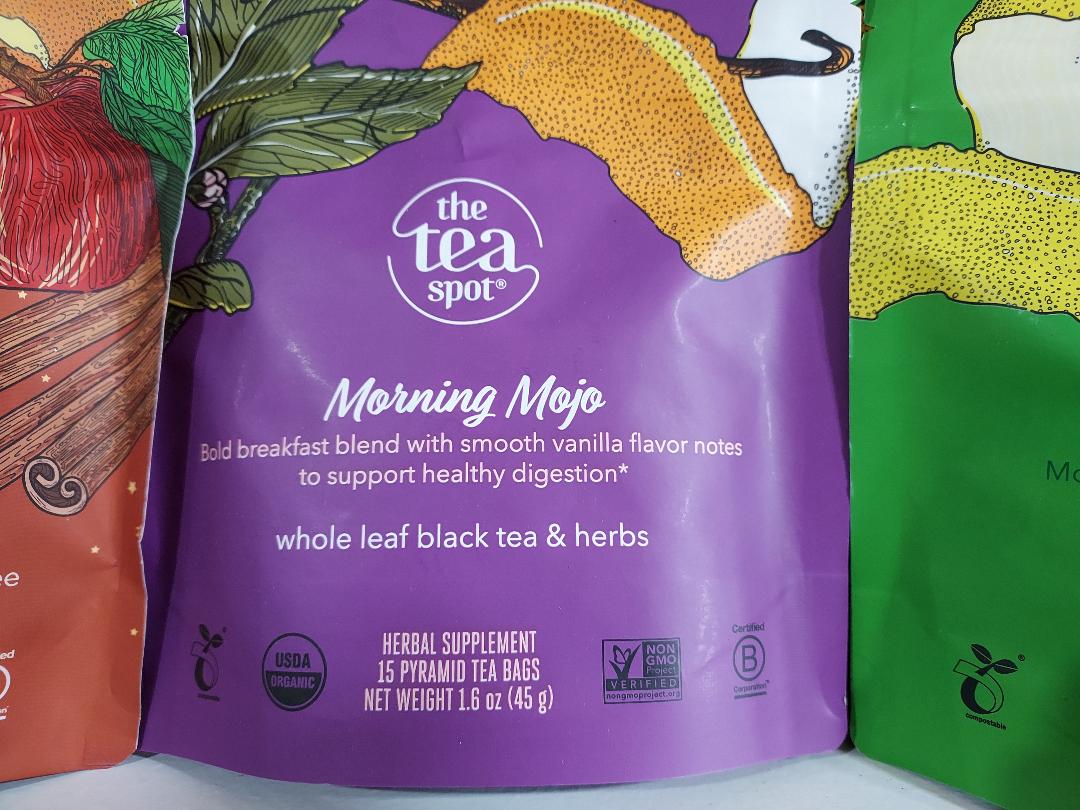 the
tea
spot®
Morning Mojo
Bold breakfast blend with smooth vanilla flavor notes
to support healthy digestion*
whole leaf black tea & herbs
HERBAL SUPPLEMENT
15 PYRAMID TEA BAGS
NET WEIGHT 1.6 oz (45 g)
USDA
ORGANIC
NON
GMO
Project
VERIFIED
nongmoproject.org
Certified
B
Corporation™
compostable